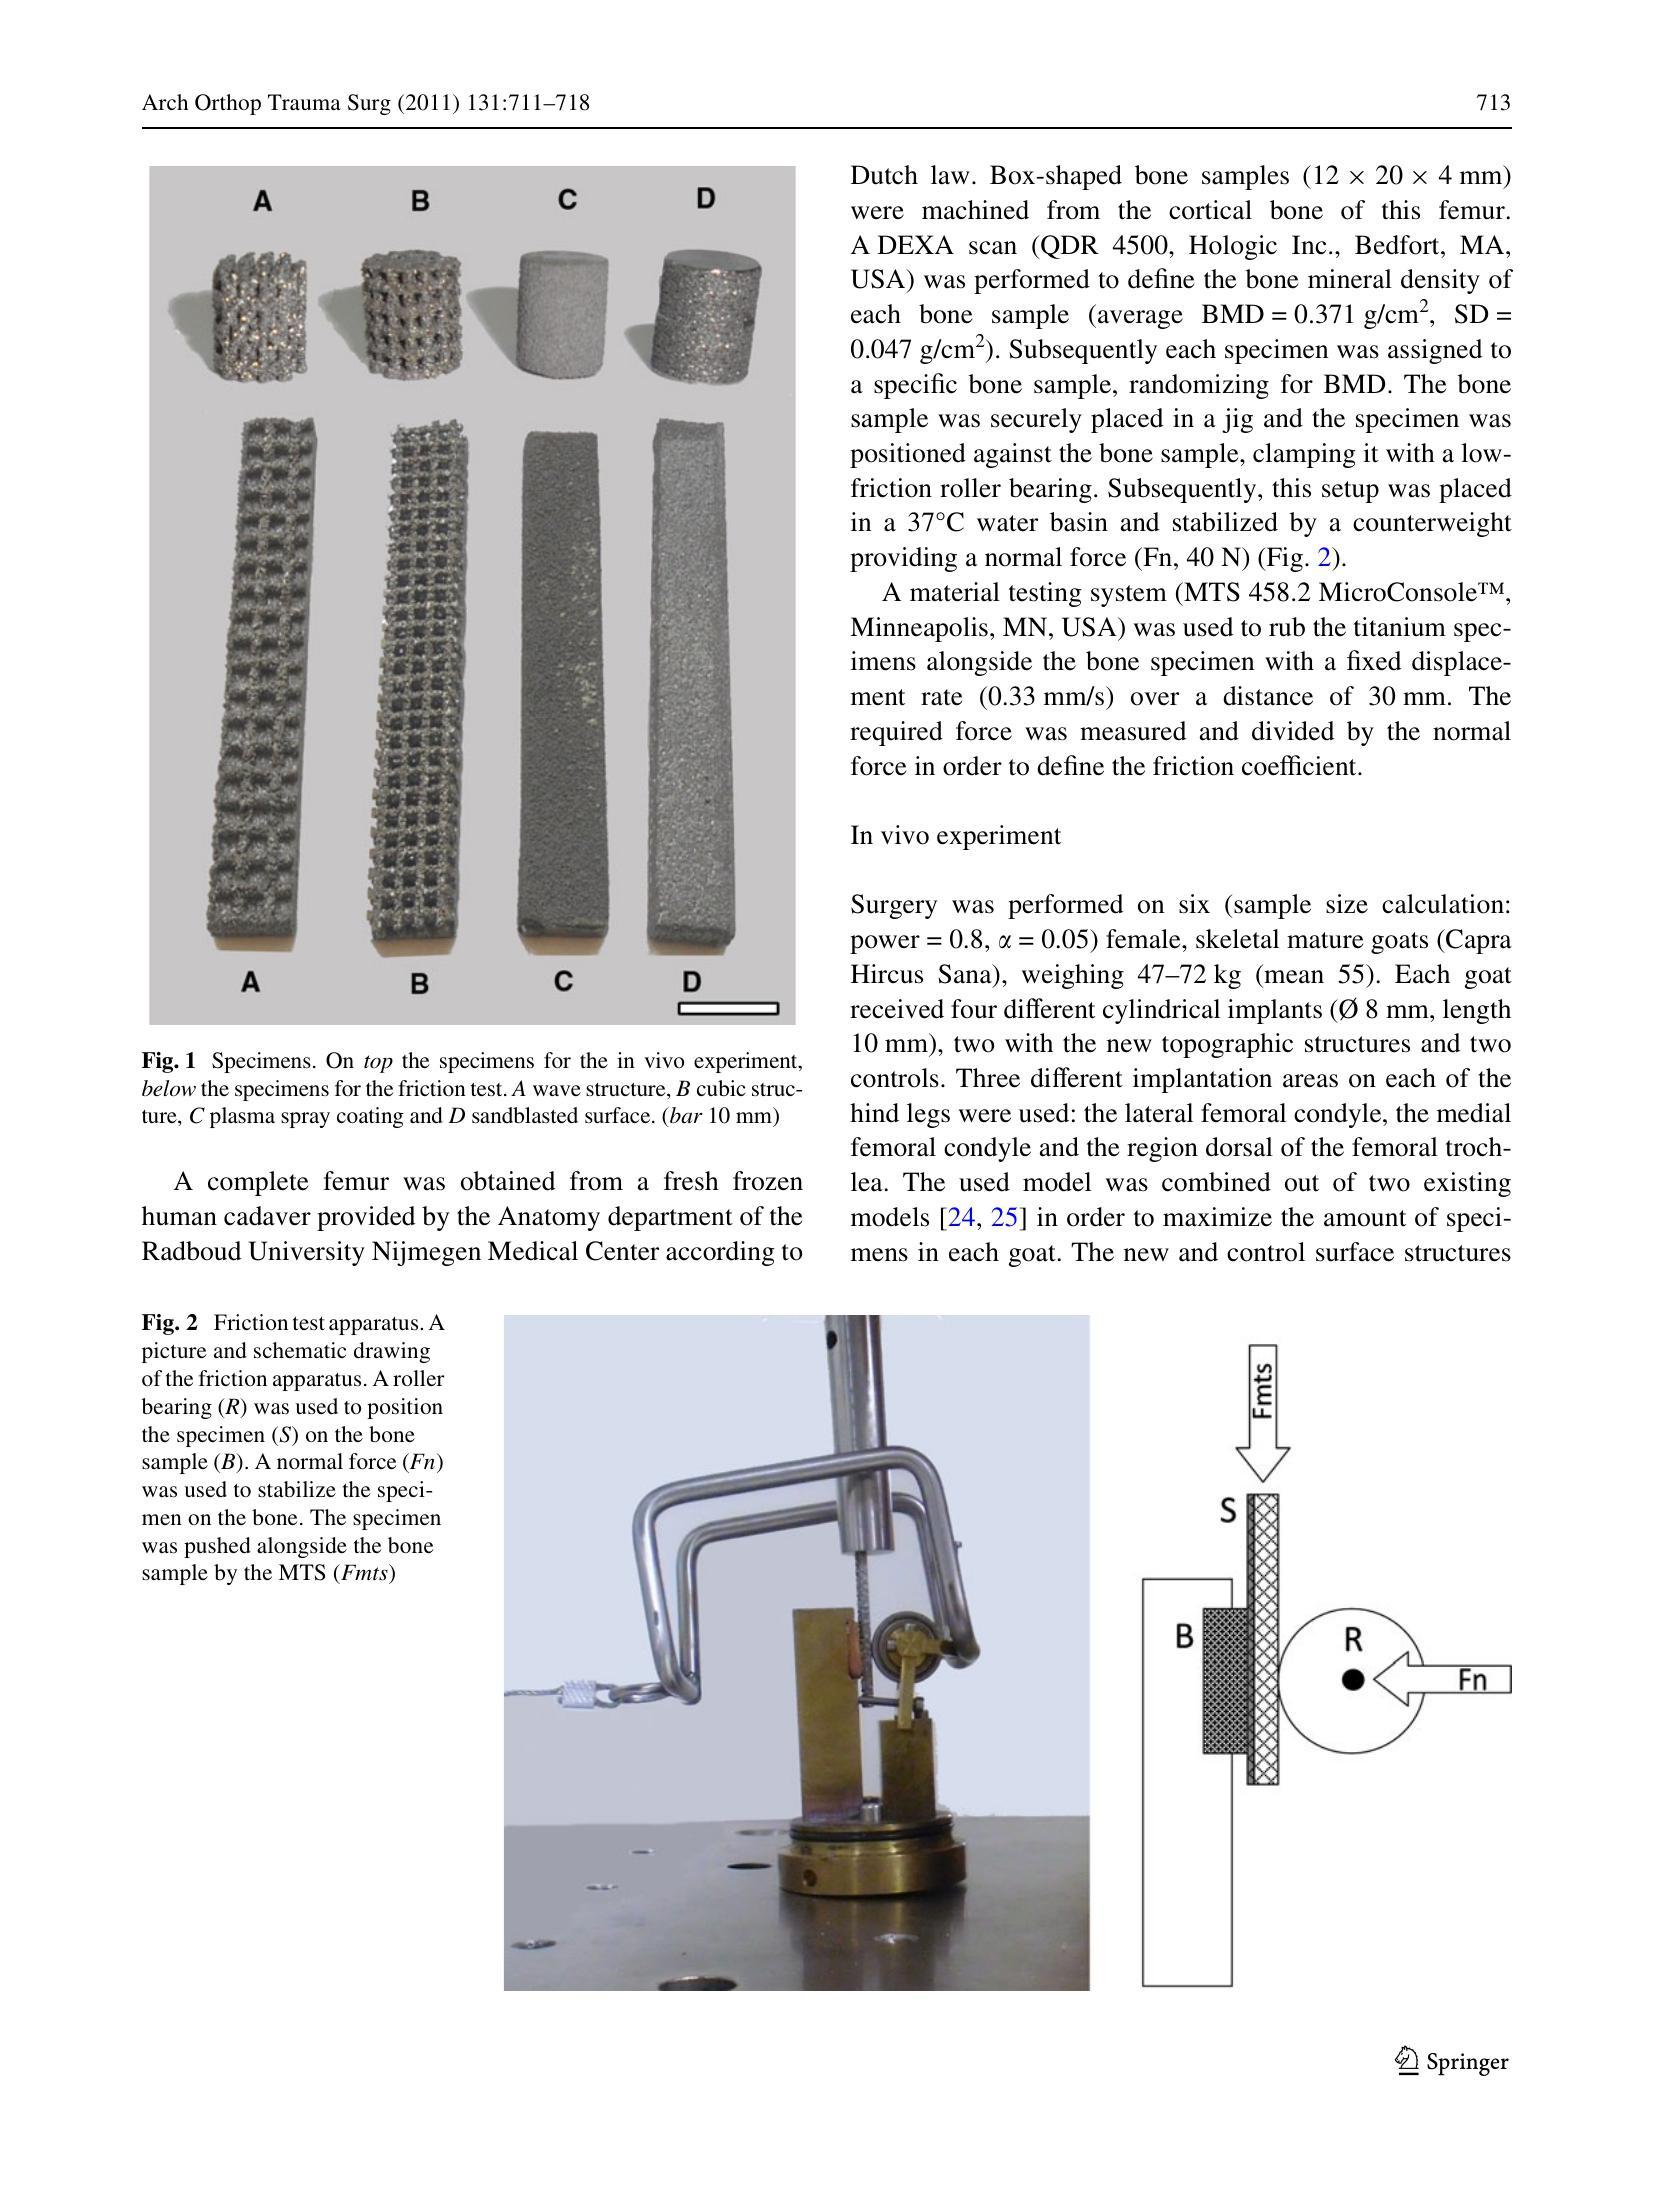 Arch Orthop Trauma Surg (2011) 131:711–718
713
A
B
C
D
A
B
C
D
Fig. 1 Specimens. On top the specimens for the in vivo experiment,
below the specimens for the friction test. A wave structure, B cubic struc-
ture, C plasma spray coating and D sandblasted surface. (bar 10 mm)
A complete femur was obtained from a fresh frozen
human cadaver provided by the Anatomy department of the
Radboud University Nijmegen Medical Center according to
Dutch law. Box-shaped bone samples (12 × 20 × 4 mm)
were machined from the cortical bone of this femur.
A DEXA scan (QDR 4500, Hologic Inc., Bedfort, MA,
USA) was performed to define the bone mineral density of
each bone sample (average BMD = 0.371 g/cm², SD =
0.047 g/cm²). Subsequently each specimen was assigned to
a specific bone sample, randomizing for BMD. The bone
sample was securely placed in a jig and the specimen was
positioned against the bone sample, clamping it with a low-
friction roller bearing. Subsequently, this setup was placed
in a 37°C water basin and stabilized by a counterweight
providing a normal force (Fn, 40 N) (Fig. 2).
A material testing system (MTS 458.2 MicroConsole™,
Minneapolis, MN, USA) was used to rub the titanium spec-
imens alongside the bone specimen with a fixed displace-
ment rate (0.33 mm/s) over a distance of 30 mm. The
required force was measured and divided by the normal
force in order to define the friction coefficient.
In vivo experiment
Surgery was performed on six (sample size calculation:
power = 0.8, α = 0.05) female, skeletal mature goats (Capra
Hircus Sana), weighing 47–72 kg (mean 55). Each goat
received four different cylindrical implants (Ø 8 mm, length
10 mm), two with the new topographic structures and two
controls. Three different implantation areas on each of the
hind legs were used: the lateral femoral condyle, the medial
femoral condyle and the region dorsal of the femoral troch-
lea. The used model was combined out of two existing
models [24, 25] in order to maximize the amount of speci-
mens in each goat. The new and control surface structures
Fig. 2 Friction test apparatus. A
picture and schematic drawing
of the friction apparatus. A roller
bearing (R) was used to position
the specimen (S) on the bone
sample (B). A normal force (Fn)
was used to stabilize the speci-
men on the bone. The specimen
was pushed alongside the bone
sample by the MTS (Fmts)
Fmts
S
B
R
Fn
Springer